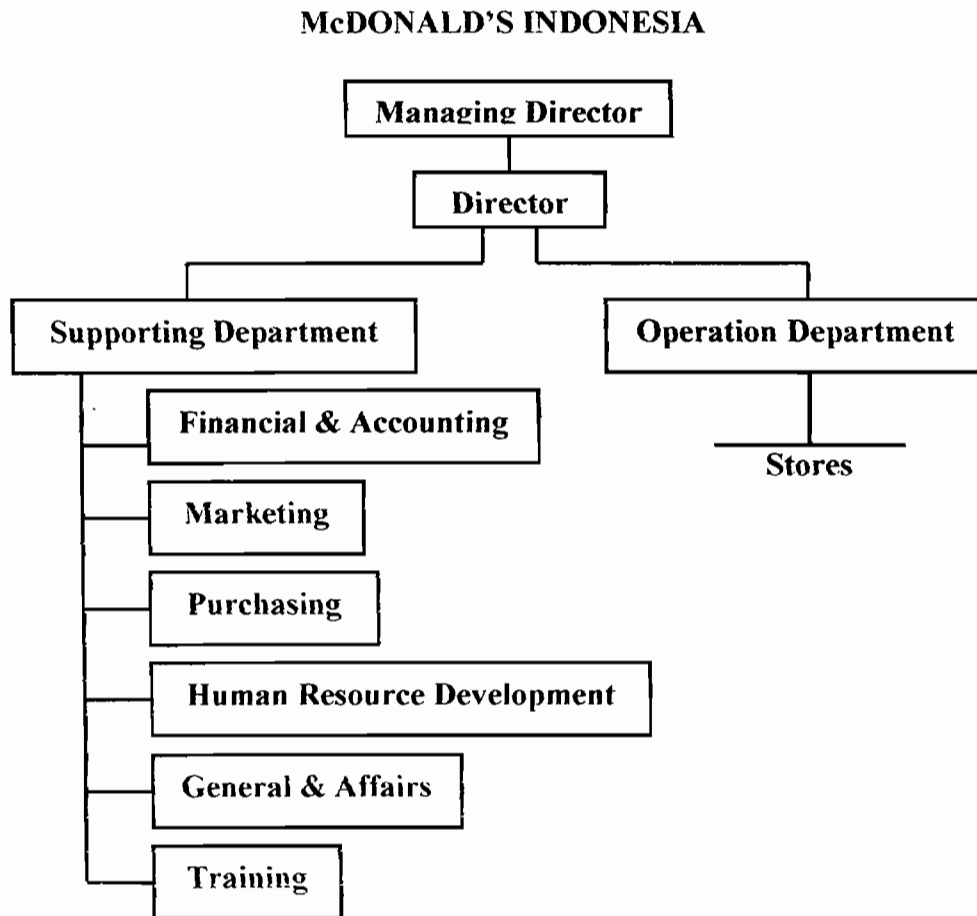 McDONALD'S INDONESIA
Managing Director
Director
Supporting Department
Operation Department
Financial & Accounting
Stores
Marketing
Purchasing
Human Resource Development
General & Affairs
Training